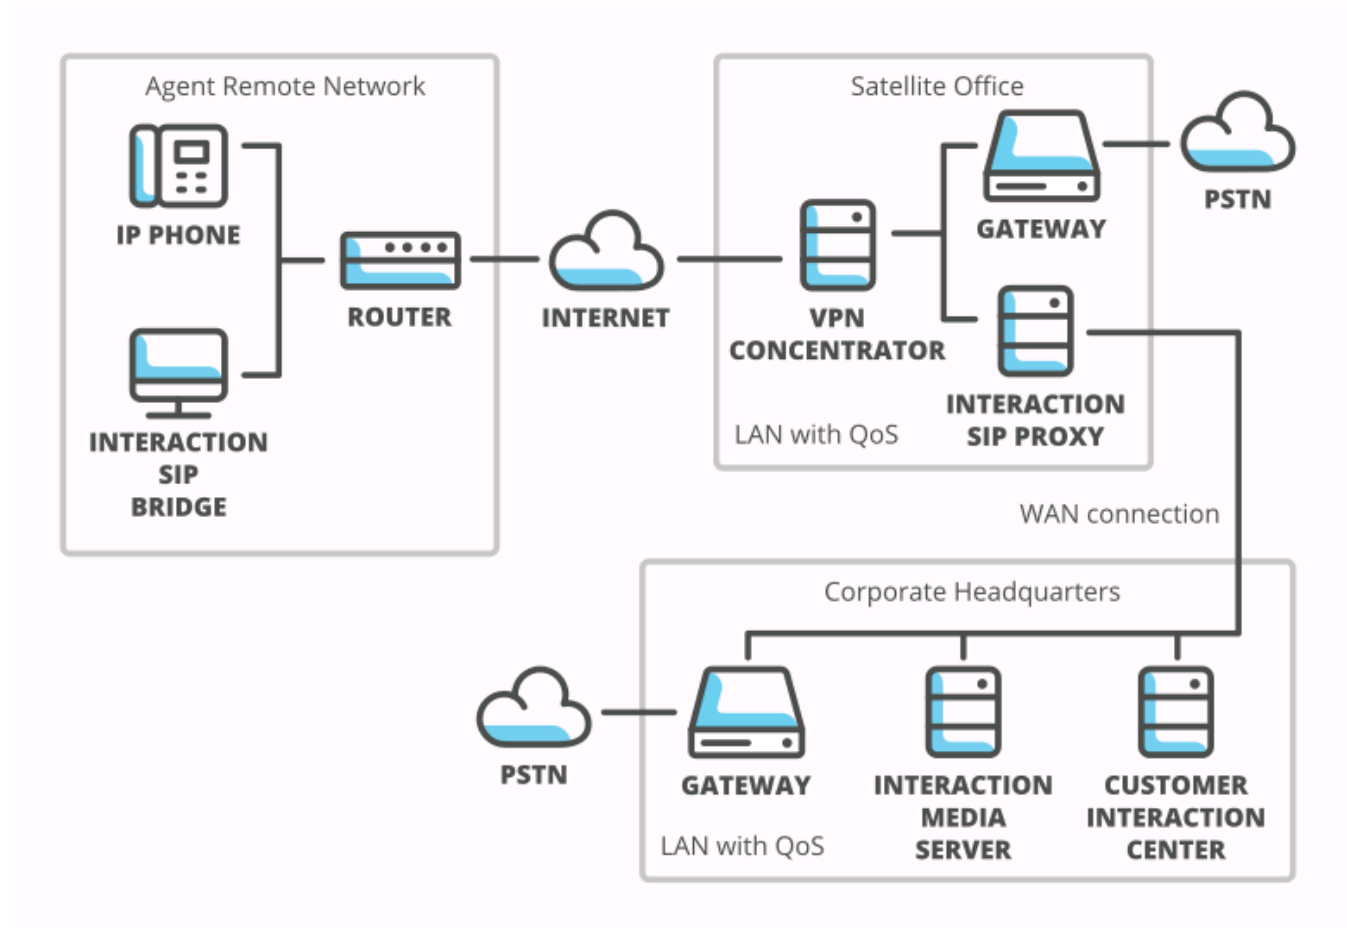 Agent Remote Network
IP PHONE
ROUTER
INTERACTION
SIP
BRIDGE
INTERNET
Satellite Office
GATEWAY
PSTN
VPN
CONCENTRATOR
INTERACTION
SIP PROXY
LAN with QoS
WAN connection
Corporate Headquarters
PSTN
GATEWAY
INTERACTION
MEDIA
SERVER
CUSTOMER
INTERACTION
CENTER
LAN with QoS